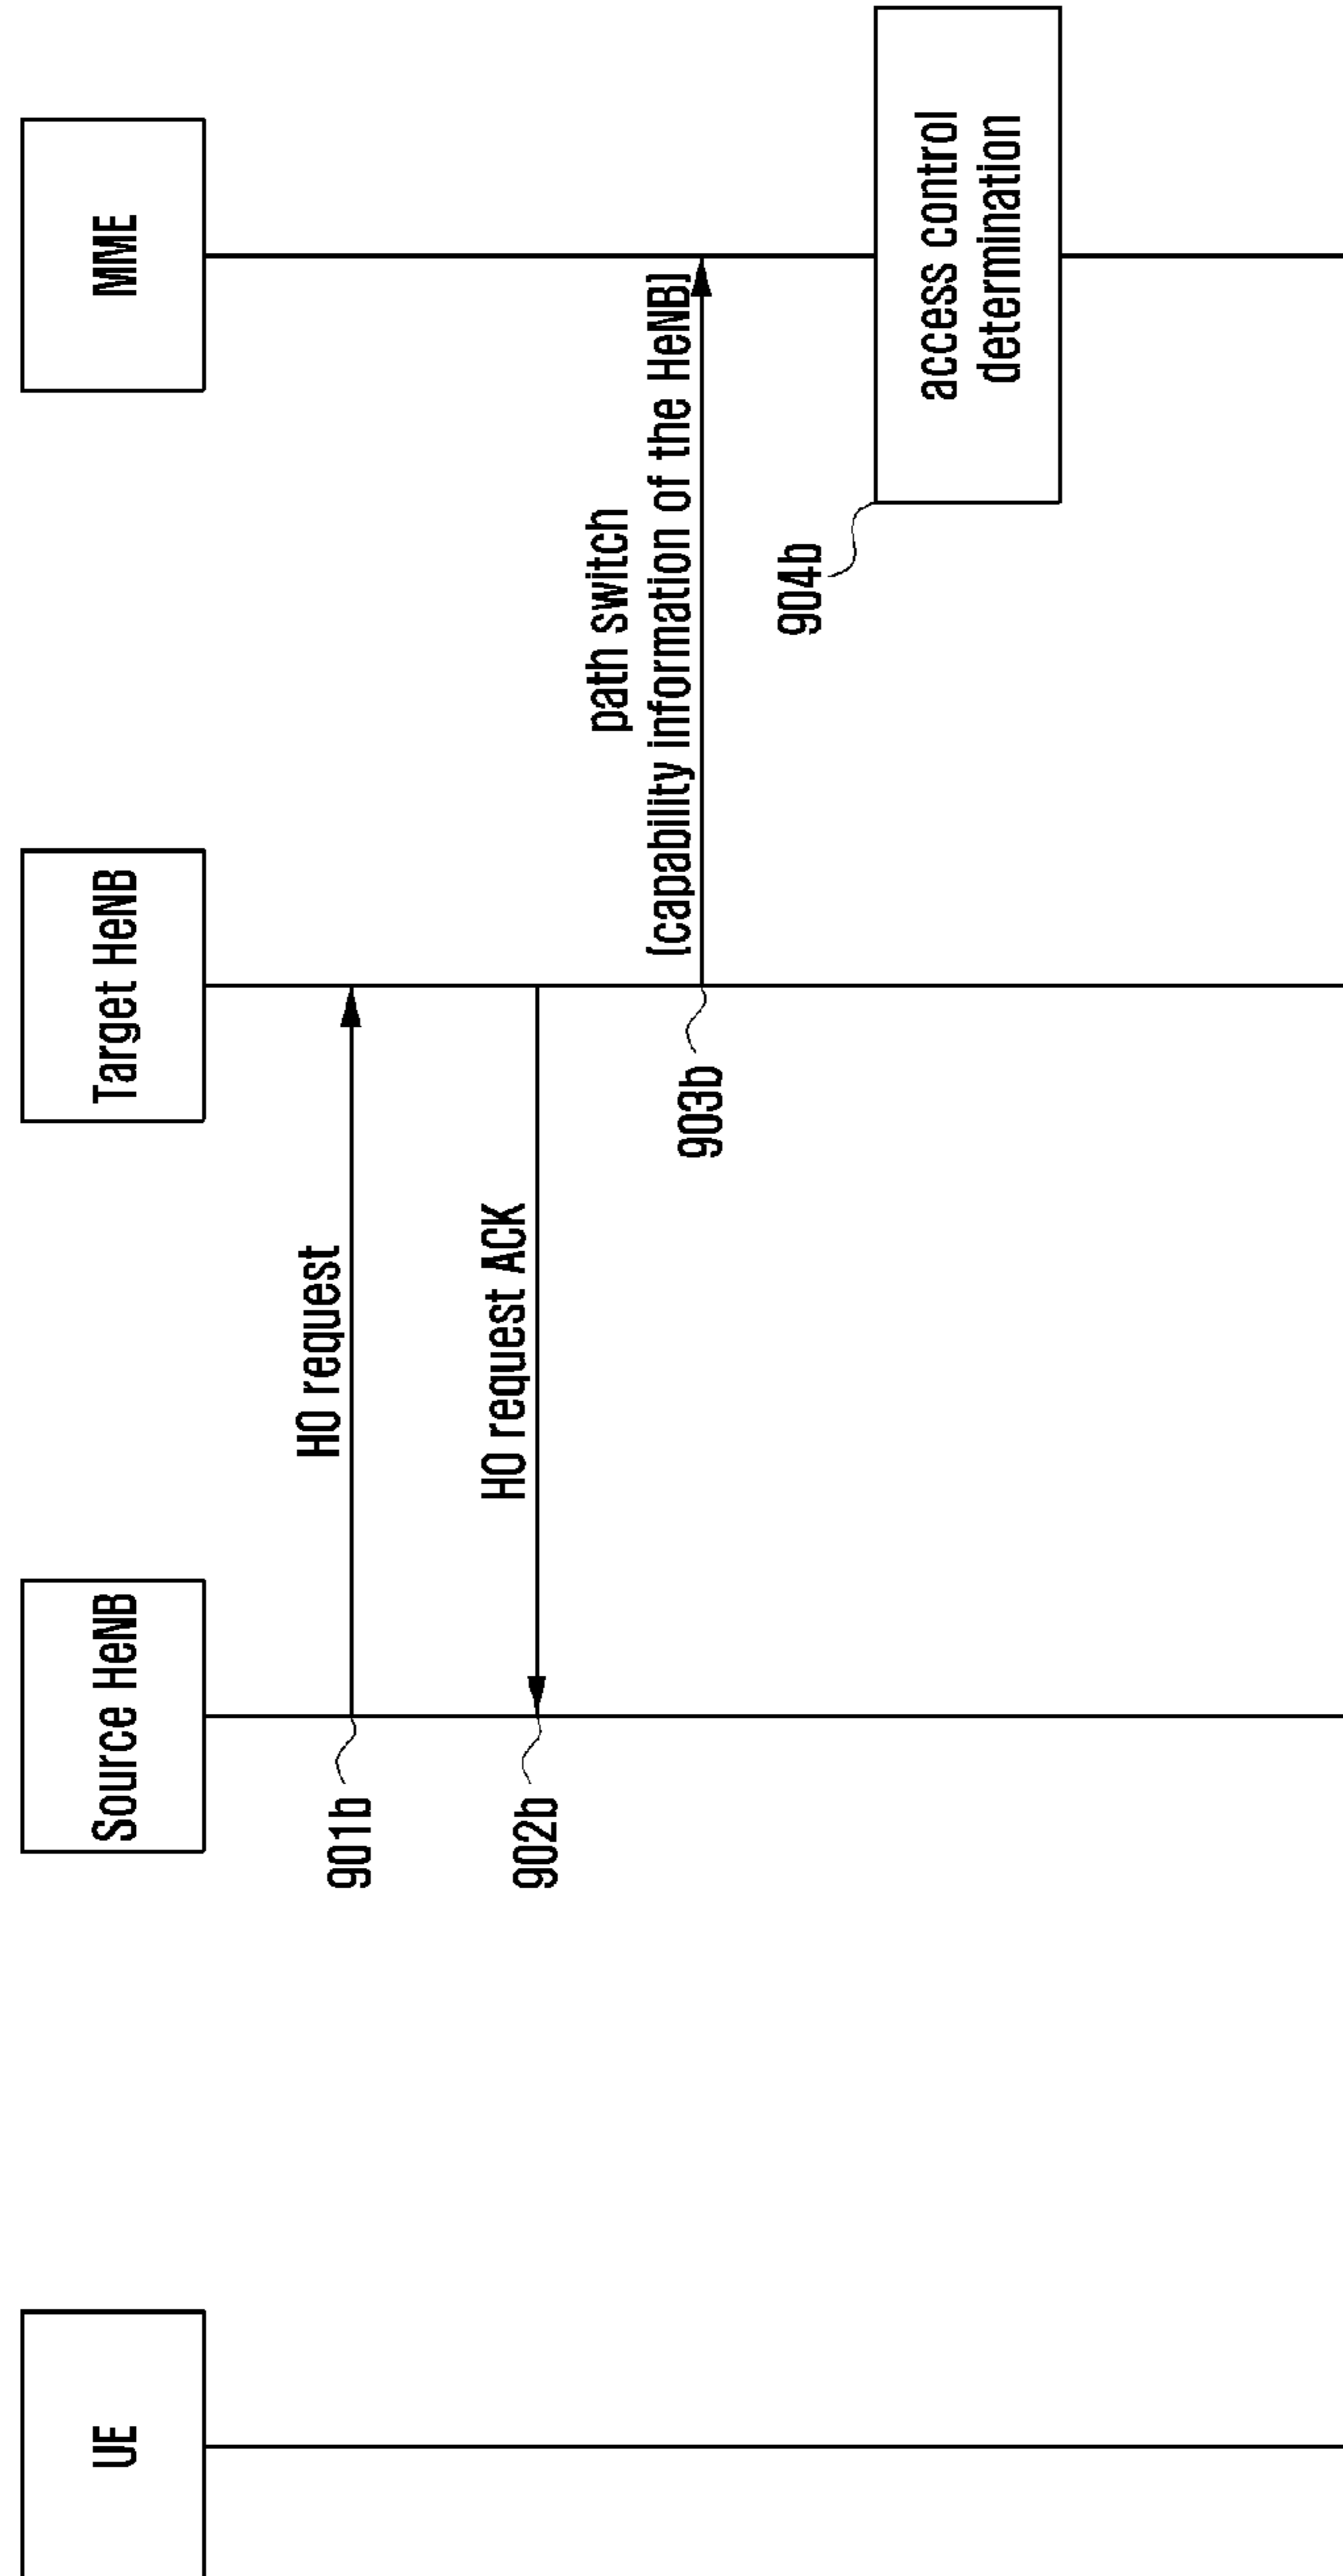 UE
Source HeNB
Target HeNB
MME
901b
HO request
902b
HO request ACK
903b
path switch
(capability information of the HeNB)
904b
access control
determination